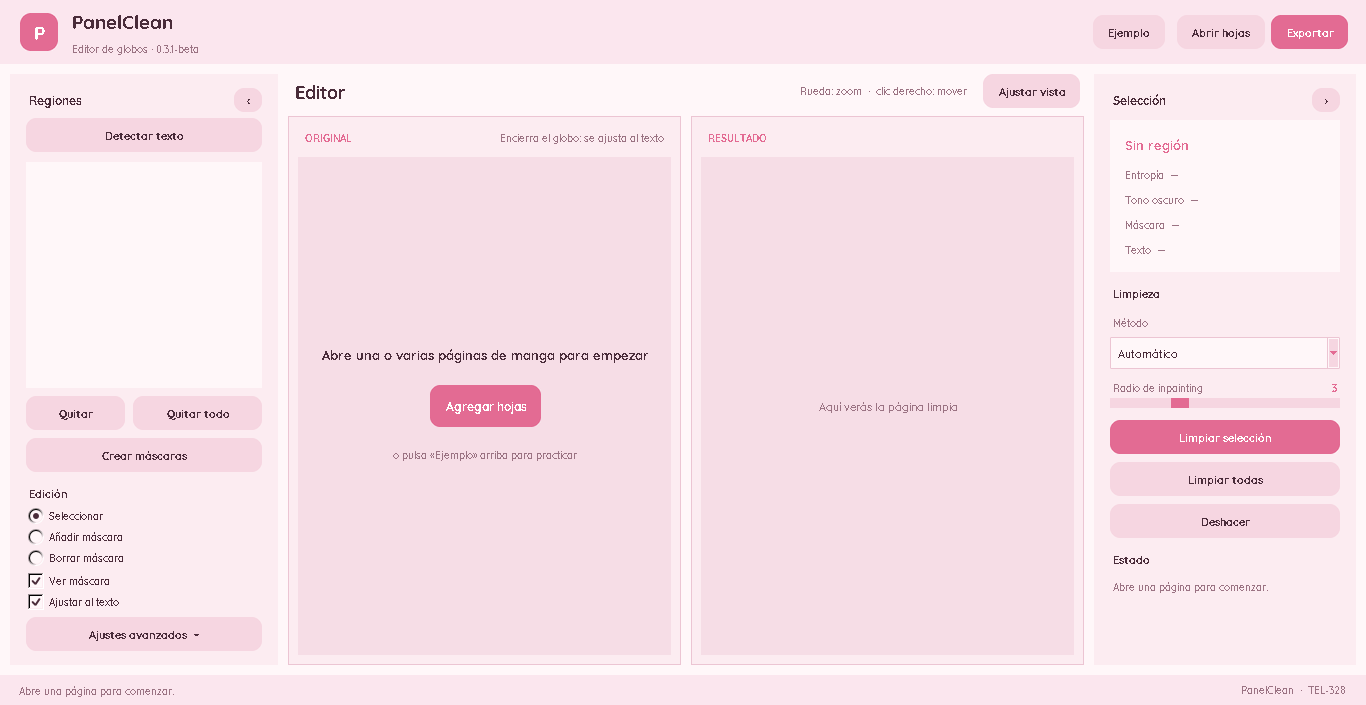 P
PanelClean
Editor de globos · 0.3.1-beta
Ejemplo
Abrir hojas
Exportar
Regiones
‹
Detectar texto
Quitar
Quitar todo
Crear máscaras
Edición
Seleccionar
Añadir máscara
Borrar máscara
Ver máscara
Ajustar al texto
Ajustes avanzados
Editor
Rueda: zoom · clic derecho: mover
Ajustar vista
ORIGINAL
Encierra el globo: se ajusta al texto
Abre una o varias páginas de manga para empezar
Agregar hojas
o pulsa «Ejemplo» arriba para practicar
RESULTADO
Aquí verás la página limpia
Selección
›
Sin región
Entropía —
Tono oscuro —
Máscara —
Texto —
Limpieza
Método
Automático
Radio de inpainting 3
Limpiar selección
Limpiar todas
Deshacer
Estado
Abre una página para comenzar.
Abre una página para comenzar.
PanelClean · TEL-328